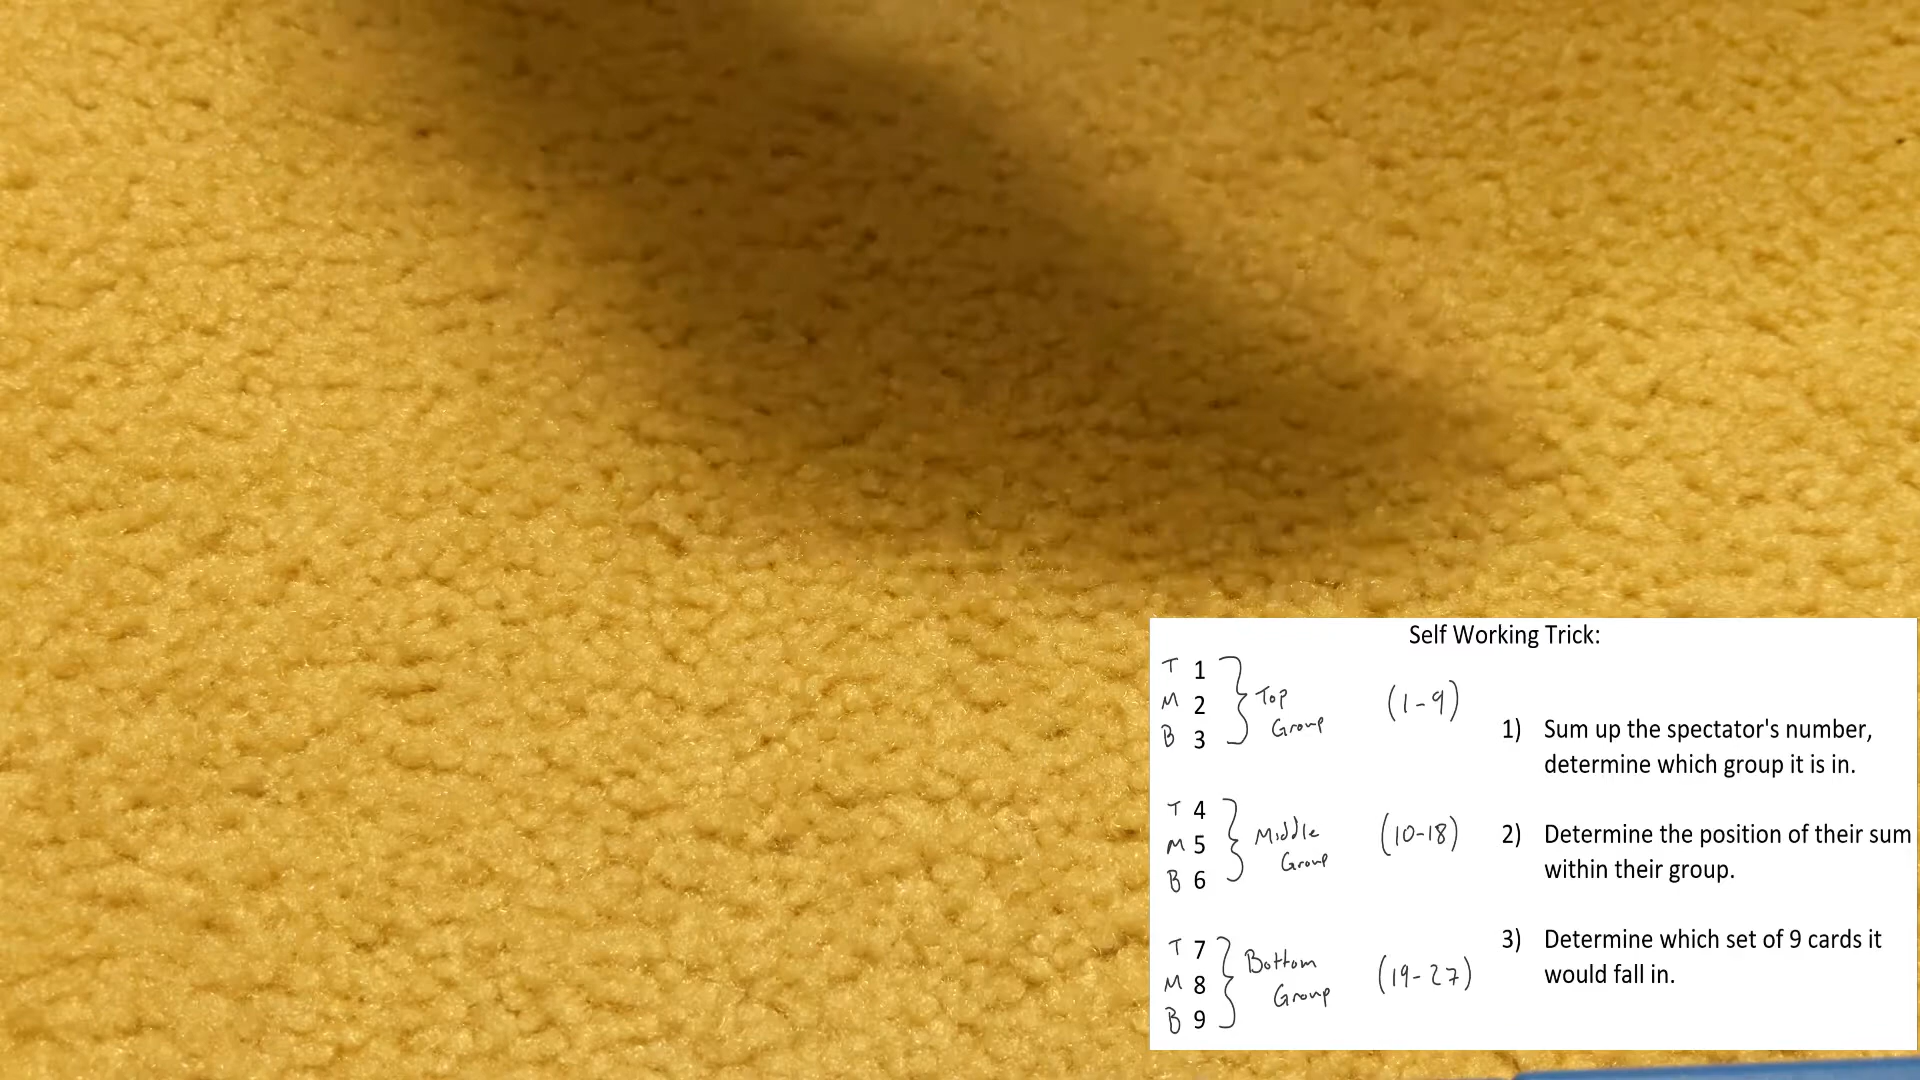 Self Working Trick:
T 1
M 2
B 3
Top
Group
(1-9)
T 4
M 5
B 6
Middle
Group
(10-18)
T 7
M 8
B 9
Bottom
Group
(19-27)
1) Sum up the spectator's number,
determine which group it is in.
2) Determine the position of their sum
within their group.
3) Determine which set of 9 cards it
would fall in.